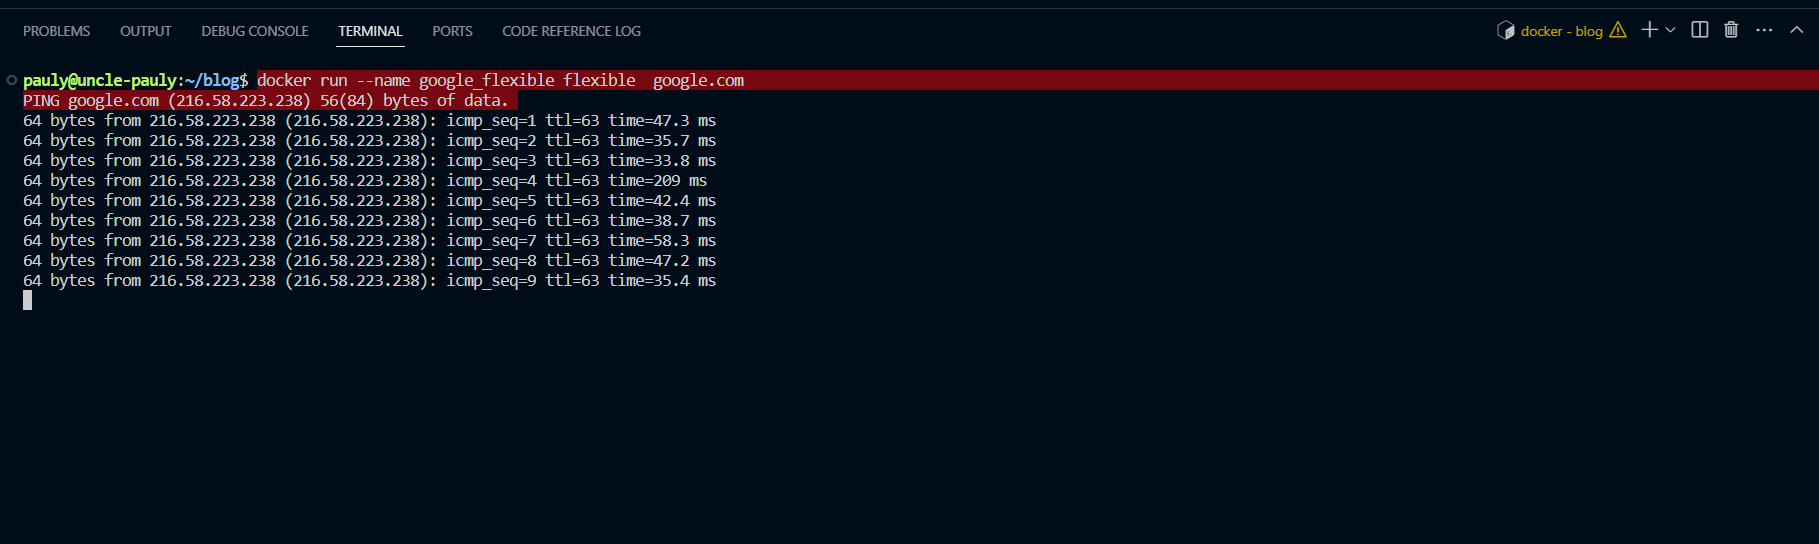 PROBLEMS OUTPUT DEBUG CONSOLE TERMINAL PORTS CODE REFERENCE LOG docker - blog
pauly@uncle-pauly:~/blog$ docker run --name google_flexible flexible  google.com
PING google.com (216.58.223.238) 56(84) bytes of data.
64 bytes from 216.58.223.238 (216.58.223.238): icmp_seq=1 ttl=63 time=47.3 ms
64 bytes from 216.58.223.238 (216.58.223.238): icmp_seq=2 ttl=63 time=35.7 ms
64 bytes from 216.58.223.238 (216.58.223.238): icmp_seq=3 ttl=63 time=33.8 ms
64 bytes from 216.58.223.238 (216.58.223.238): icmp_seq=4 ttl=63 time=209 ms
64 bytes from 216.58.223.238 (216.58.223.238): icmp_seq=5 ttl=63 time=42.4 ms
64 bytes from 216.58.223.238 (216.58.223.238): icmp_seq=6 ttl=63 time=38.7 ms
64 bytes from 216.58.223.238 (216.58.223.238): icmp_seq=7 ttl=63 time=58.3 ms
64 bytes from 216.58.223.238 (216.58.223.238): icmp_seq=8 ttl=63 time=47.2 ms
64 bytes from 216.58.223.238 (216.58.223.238): icmp_seq=9 ttl=63 time=35.4 ms